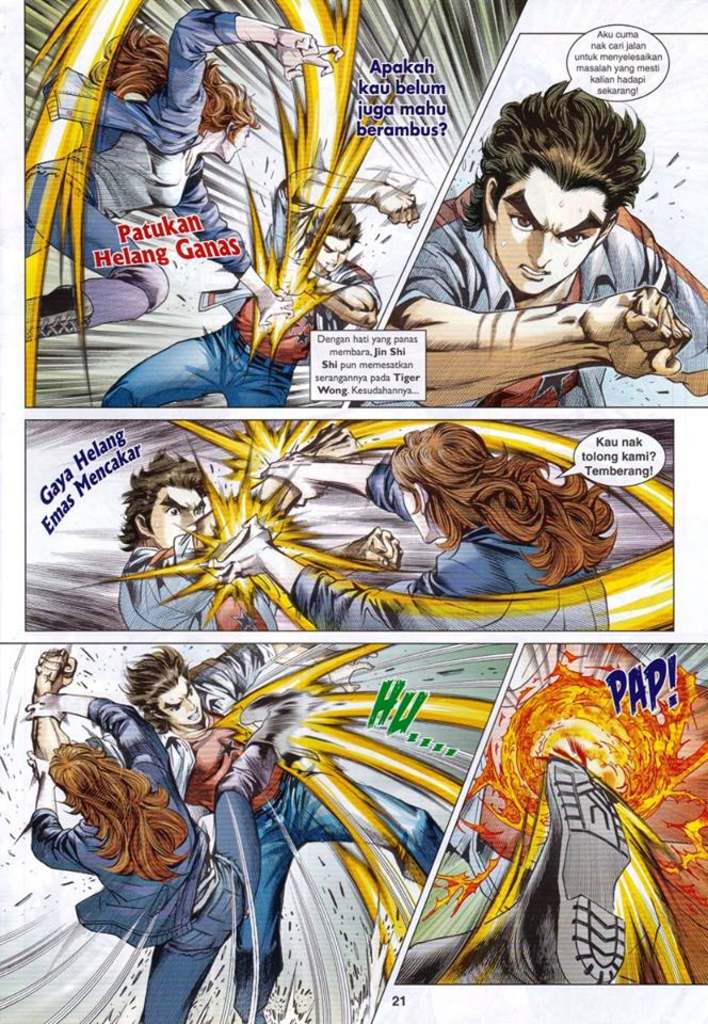 Apakah
kau belum
juga mahu
berambus?
Patukan
Helang Ganas
Dengan hati yang panas
membara, Jin Shi
Shi pun memesatkan
serangannya pada Tiger
Wong. Kesudahannya...
Aku cuma
nak cari jalan
untuk menyelesaikan
masalah yang mesti
kalian hadapi
sekarang!
Gaya Helang
Emas Mencakar
Kau nak
tolong kami?
Temberang!
HU....
PAP!
21